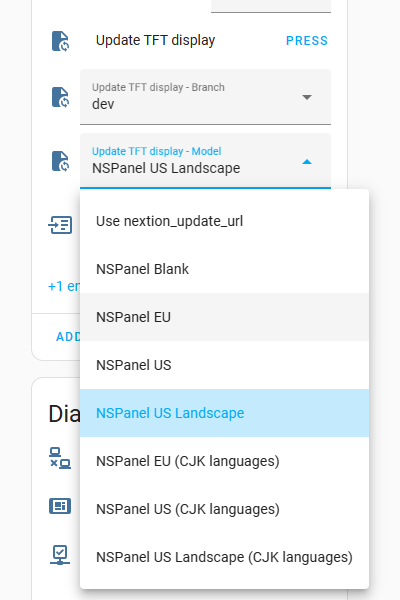 Update TFT display
PRESS
Update TFT display - Branch
dev
Update TFT display - Model
NSPanel US Landscape
Use nextion_update_url
NSPanel Blank
+1 en
NSPanel EU
ADD
NSPanel US
NSPanel US Landscape
Dia
NSPanel EU (CJK languages)
NSPanel US (CJK languages)
NSPanel US Landscape (CJK languages)